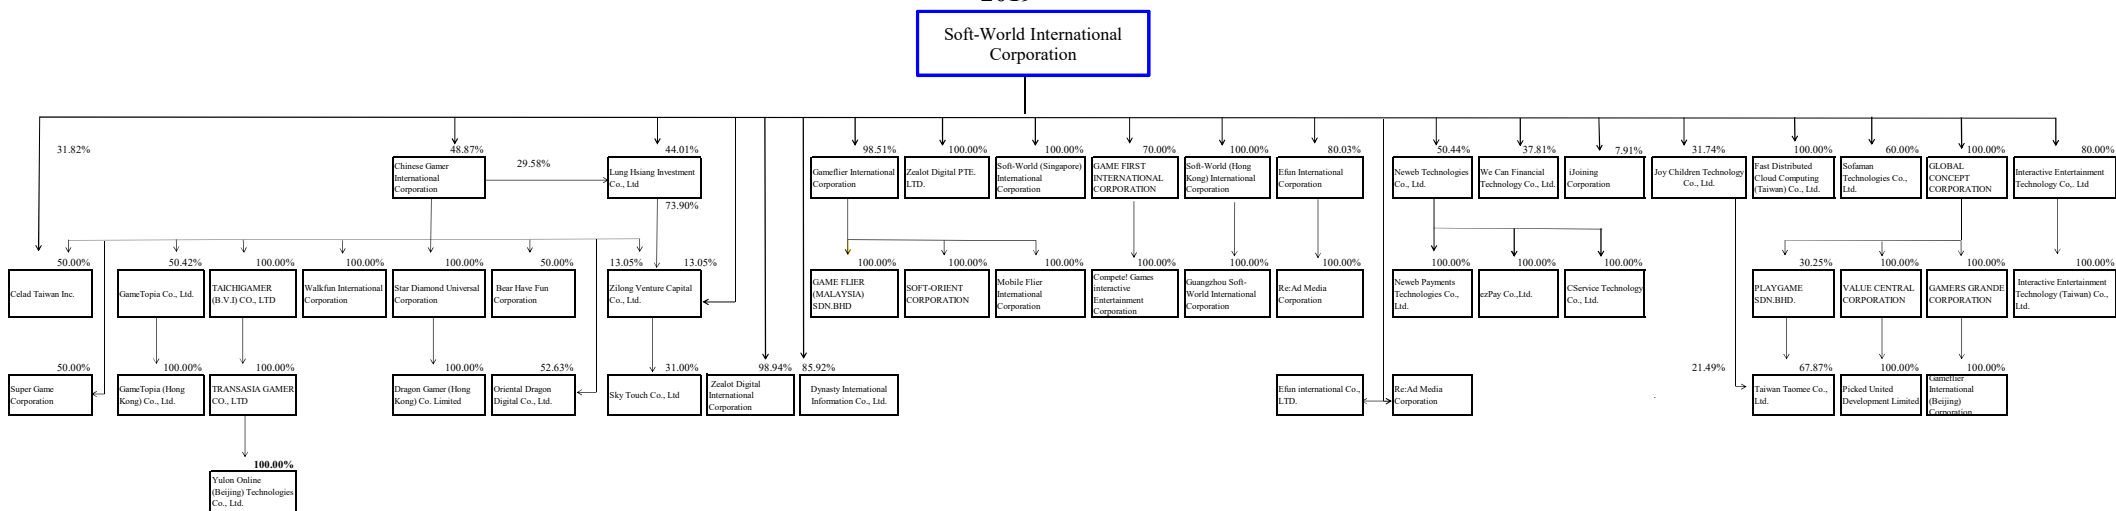 2019
Soft-World International
Corporation
31.82%
48.87%
29.58%
44.01%
98.51%
100.00%
100.00%
70.00%
100.00%
80.03%
50.44%
37.81%
7.91%
31.74%
100.00%
60.00%
100.00%
80.00%
Chinese Gamer
International
Corporation
Lung Hsiang Investment
Co., Ltd
Gameflier International
Corporation
Zealot Digital PTE.
LTD.
Soft-World (Singapore)
International
Corporation
GAME FIRST
INTERNATIONAL
CORPORATION
Soft-World (Hong
Kong) International
Corporation
Efun International
Corporation
Neweb Technologies
Co., Ltd.
We Can Financial
Technology Co., Ltd.
iJoining
Corporation
Joy Children Technology
Co., Ltd.
Fast Distributed
Cloud Computing
(Taiwan) Co., Ltd.
Sofaman
Technologies Co.,
Ltd.
GLOBAL
CONCEPT
CORPORATION
Interactive Entertainment
Technology Co,. Ltd
73.90%
50.00%
50.42%
100.00%
100.00%
100.00%
50.00%
13.05%
13.05%
100.00%
100.00%
100.00%
100.00%
100.00%
100.00%
100.00%
100.00%
100.00%
30.25%
100.00%
100.00%
100.00%
Celad Taiwan Inc.
GameTopia Co., Ltd.
TAICHIGAMER
(B.V.I) CO., LTD
Walkfun International
Corporation
Star Diamond Universal
Corporation
Bear Have Fun
Corporation
Zilong Venture Capital
Co., Ltd.
GAME FLIER
(MALAYSIA)
SDN.BHD
SOFT-ORIENT
CORPORATION
Mobile Flier
International
Corporation
Compete! Games
interactive
Entertainment
Corporation
Guangzhou Soft-
World International
Corporation
Re:Ad Media
Corporation
Neweb Payments
Technologies Co.,
Ltd.
ezPay Co.,Ltd.
CService Technology
Co., Ltd.
PLAYGAME
SDN.BHD.
VALUE CENTRAL
CORPORATION
GAMERS GRANDE
CORPORATION
Interactive Entertainment
Technology (Taiwan) Co.,
Ltd.
50.00%
100.00%
100.00%
100.00%
52.63%
31.00%
98.94%
85.92%
21.49%
67.87%
100.00%
100.00%
Super Game
Corporation
GameTopia (Hong
Kong) Co., Ltd.
TRANSASIA GAMER
CO., LTD
Dragon Gamer (Hong
Kong) Co. Limited
Oriental Dragon
Digital Co., Ltd.
Sky Touch Co., Ltd
Zealot Digital
International
Corporation
Dynasty International
Information Co., Ltd.
Efun international Co.,
LTD.
Re:Ad Media
Corporation
Taiwan Taomee Co.,
Ltd.
Picked United
Development Limited
Gameflier
International
(Beijing)
Corporation
100.00%
Yulon Online
(Beijing) Technologies
Co., Ltd.